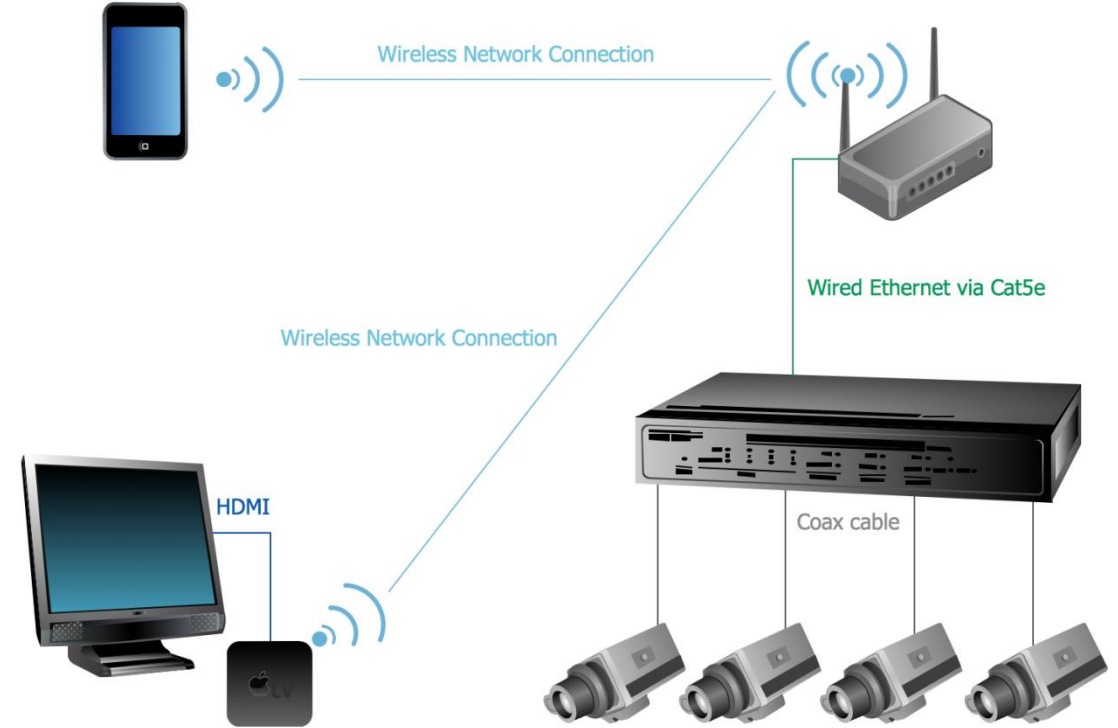 Wireless Network Connection
Wired Ethernet via Cat5e
Wireless Network Connection
HDMI
Coax cable
tv